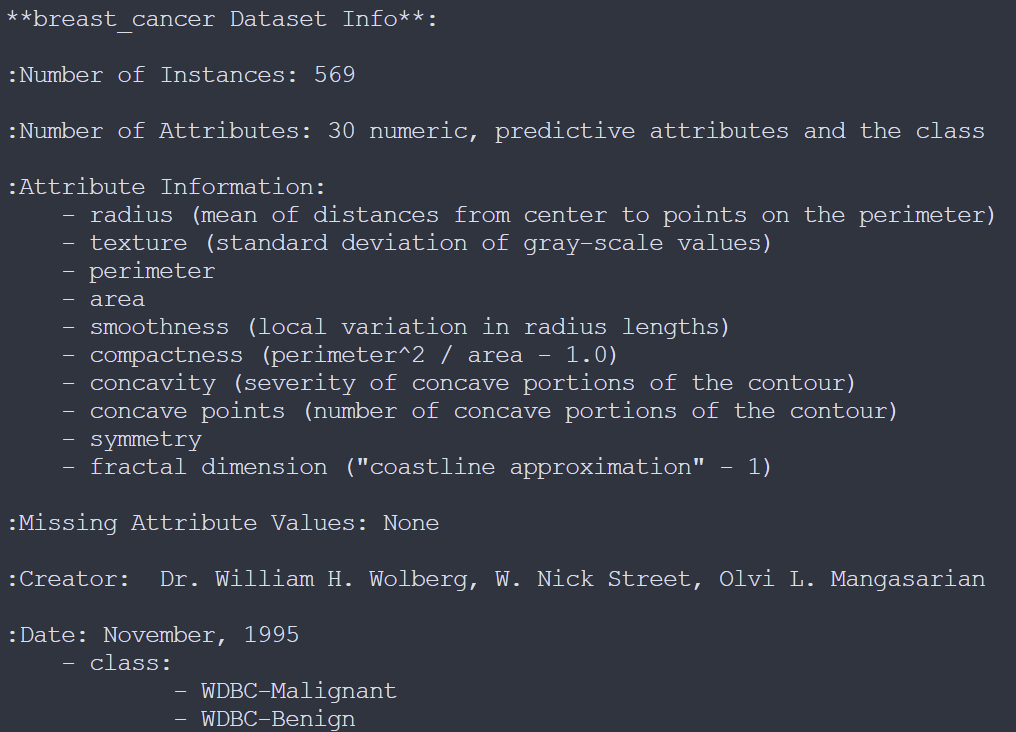 **breast_cancer Dataset Info**:
:Number of Instances: 569
:Number of Attributes: 30 numeric, predictive attributes and the class
:Attribute Information:
- radius (mean of distances from center to points on the perimeter)
- texture (standard deviation of gray-scale values)
- perimeter
- area
- smoothness (local variation in radius lengths)
- compactness (perimeter^2 / area - 1.0)
- concavity (severity of concave portions of the contour)
- concave points (number of concave portions of the contour)
- symmetry
- fractal dimension ("coastline approximation" - 1)
:Missing Attribute Values: None
:Creator:  Dr. William H. Wolberg, W. Nick Street, Olvi L. Mangasarian
:Date: November, 1995
- class:
- WDBC-Malignant
- WDBC-Benign